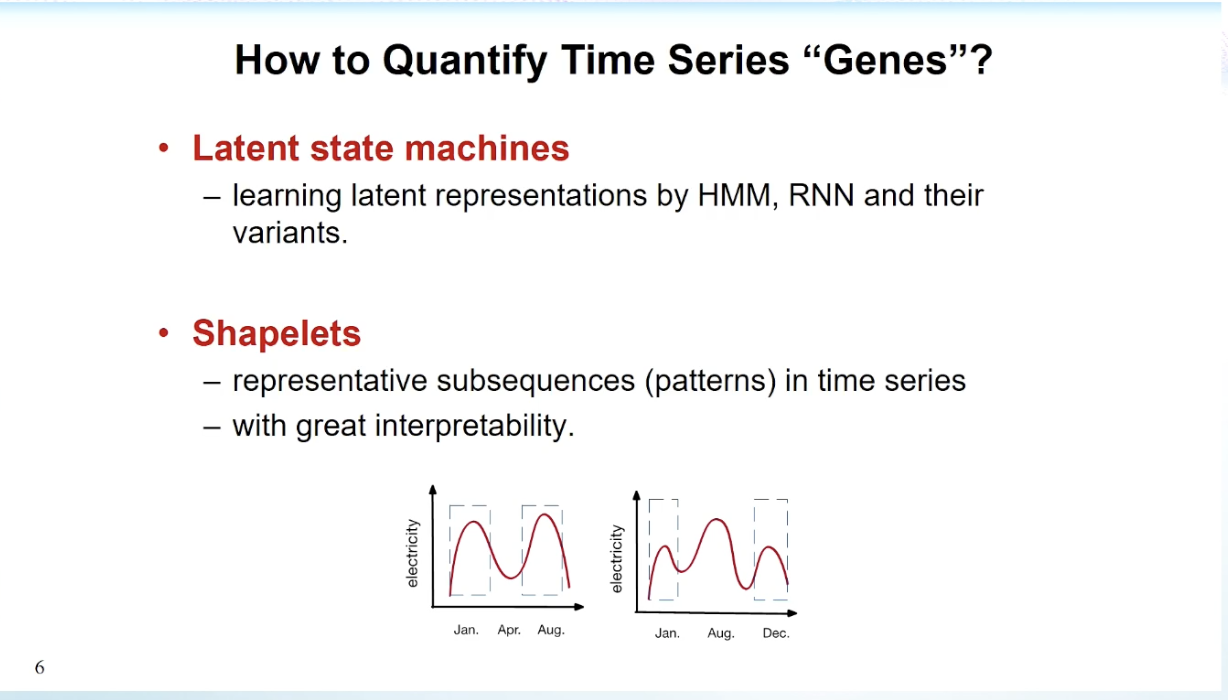 How to Quantify Time Series “Genes”?
• Latent state machines
– learning latent representations by HMM, RNN and their
variants.
• Shapelets
– representative subsequences (patterns) in time series
– with great interpretability.
electricity
Jan. Apr. Aug.
electricity
Jan. Aug. Dec.
6